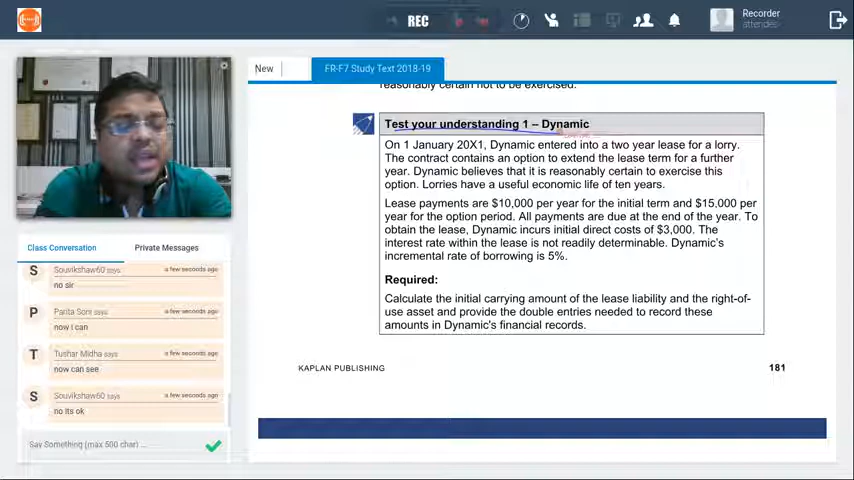 REC
Recorder
attendee
New
FR-F7 Study Text 2018-19
reasonably certain not to be exercised.
Test your understanding 1 – Dynamic
On 1 January 20X1, Dynamic entered into a two year lease for a lorry.
The contract contains an option to extend the lease term for a further
year. Dynamic believes that it is reasonably certain to exercise this
option. Lorries have a useful economic life of ten years.
Lease payments are $10,000 per year for the initial term and $15,000 per
year for the option period. All payments are due at the end of the year. To
obtain the lease, Dynamic incurs initial direct costs of $3,000. The
interest rate within the lease is not readily determinable. Dynamic's
incremental rate of borrowing is 5%.
Required:
Calculate the initial carrying amount of the lease liability and the right-of-
use asset and provide the double entries needed to record these
amounts in Dynamic's financial records.
KAPLAN PUBLISHING
181
Class Conversation
Private Messages
S
Souvikshaw60 says
a few seconds ago
no sir
P
Parita Soni says
a few seconds ago
now I can
T
Tushar Midha says
a few seconds ago
now can see
S
Souvikshaw60 says
a few seconds ago
no its ok
Say Something (max 500 char) ...